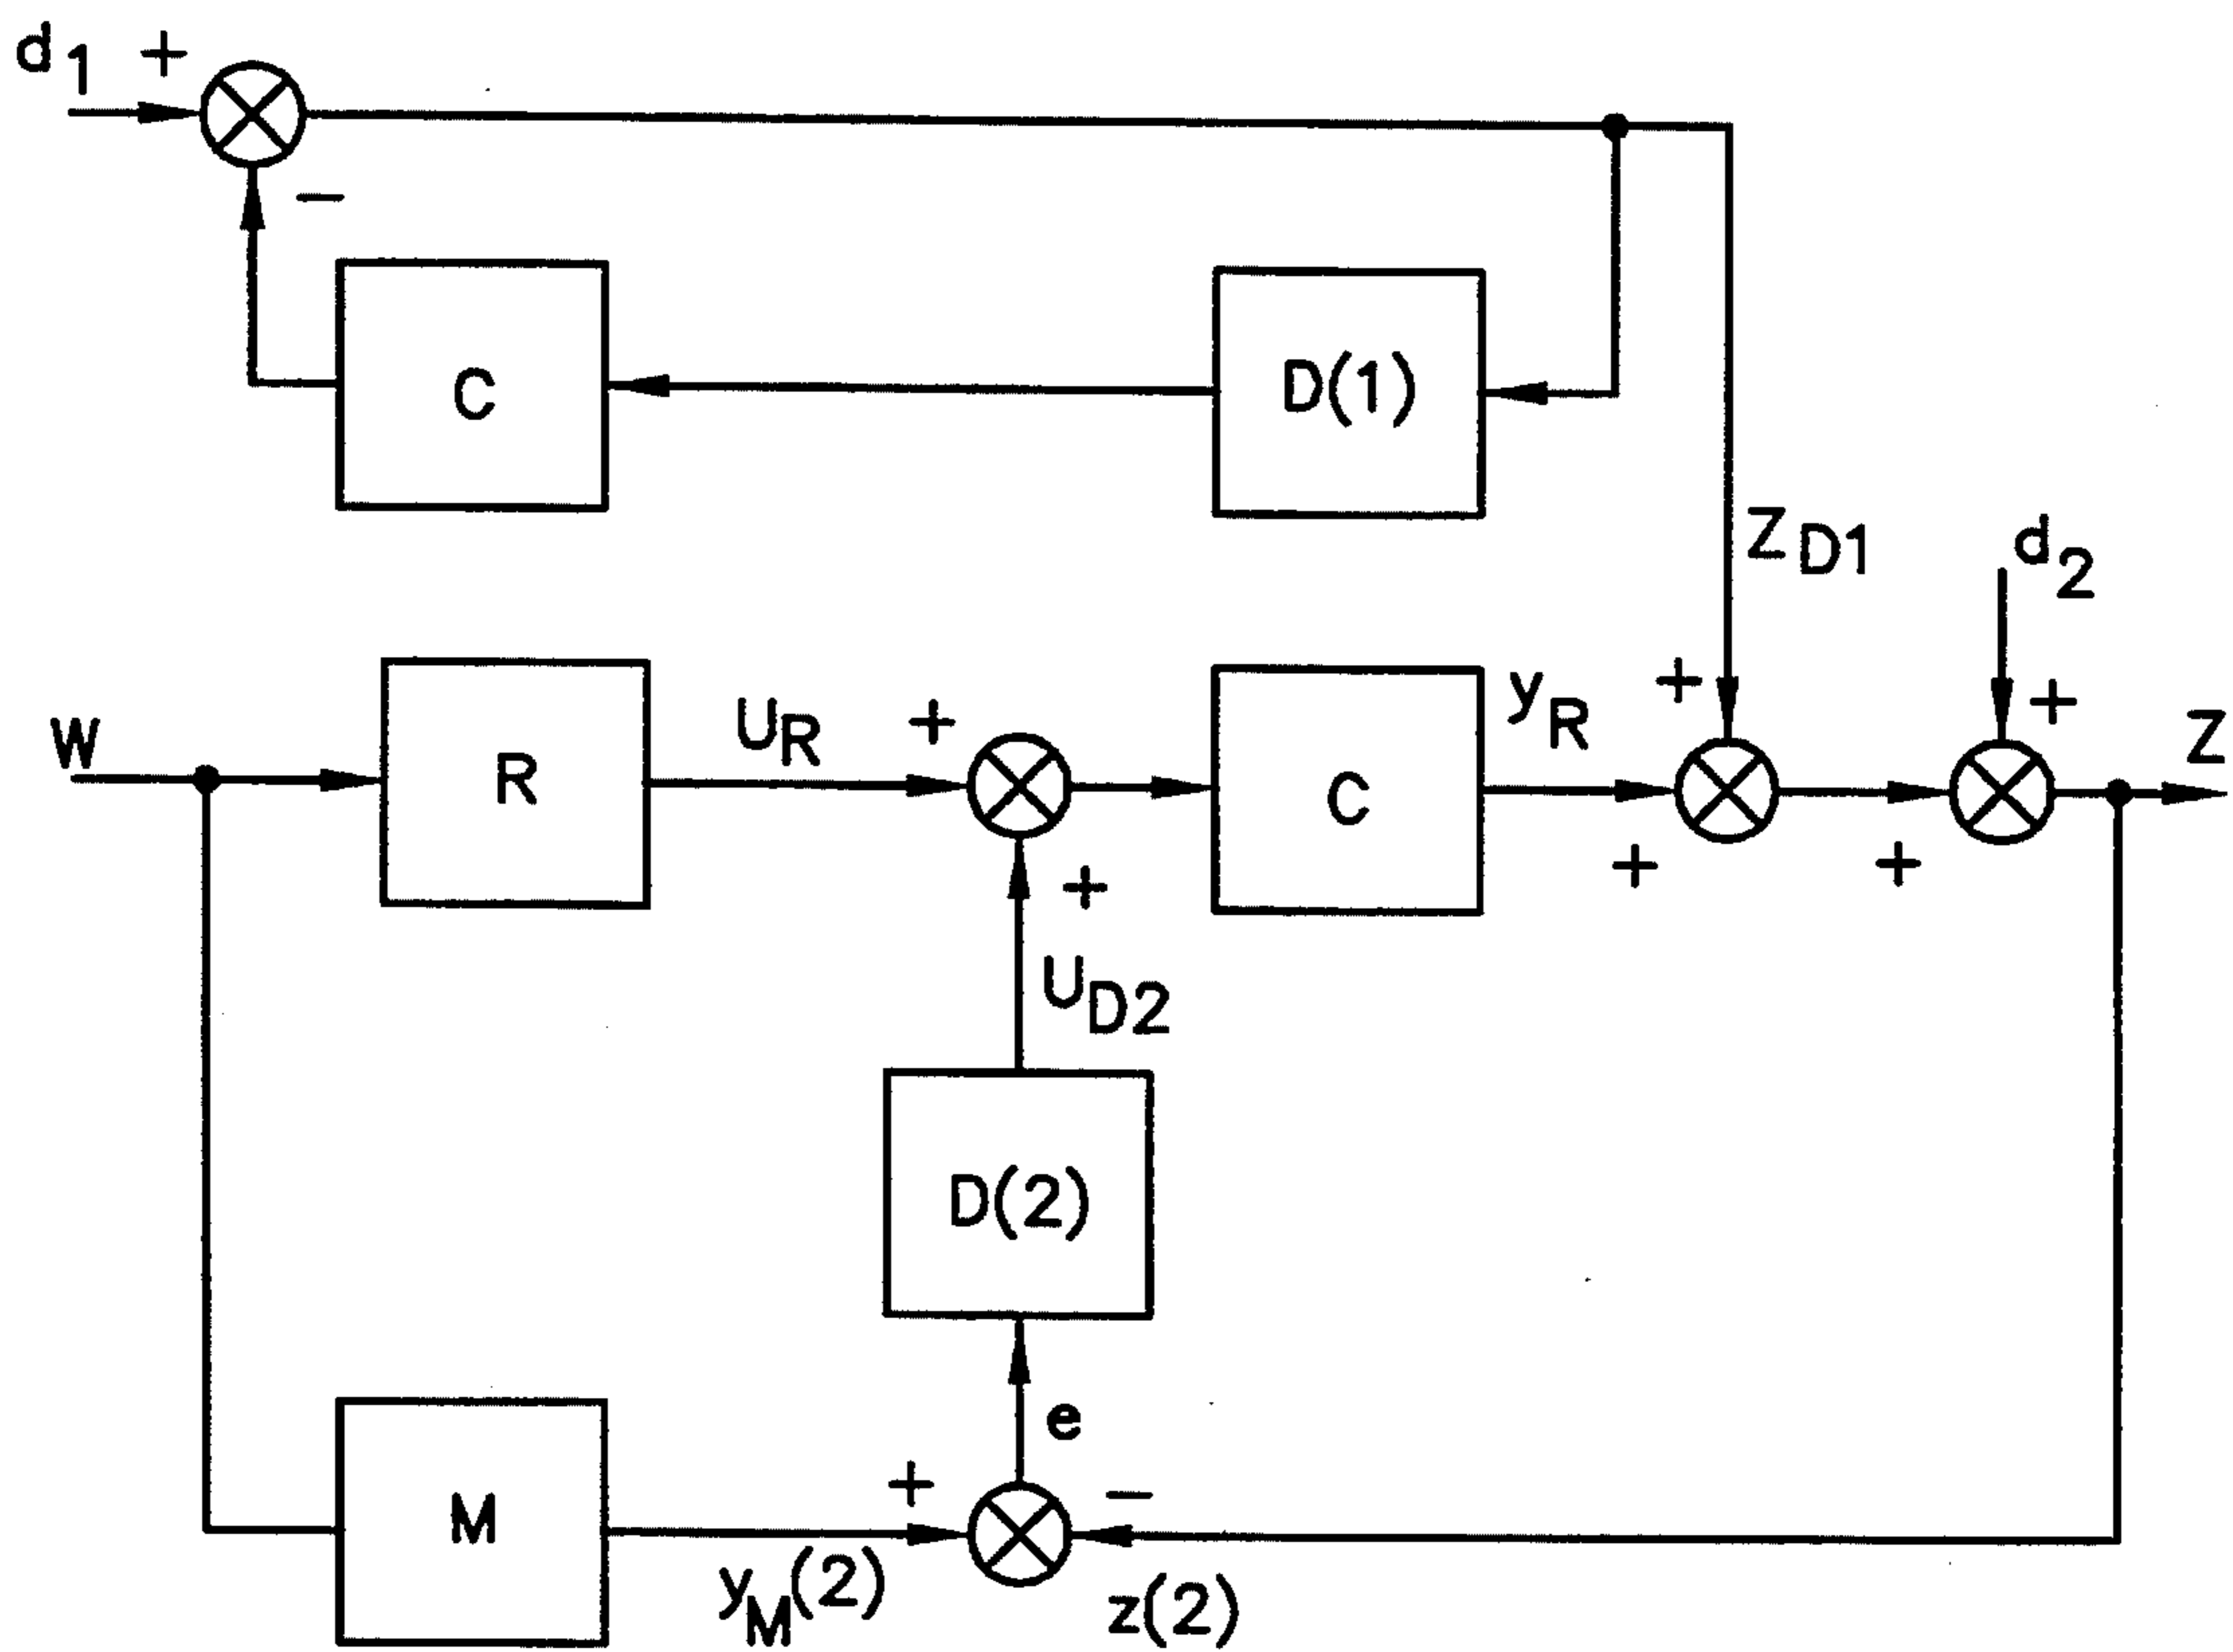 d1 +
−
C
D(1)
ZD1
d2
W
R
UR
+
C
yR
+
+
Z
+
+
+
UD2
D(2)
e
M
+
−
yM(2)
z(2)